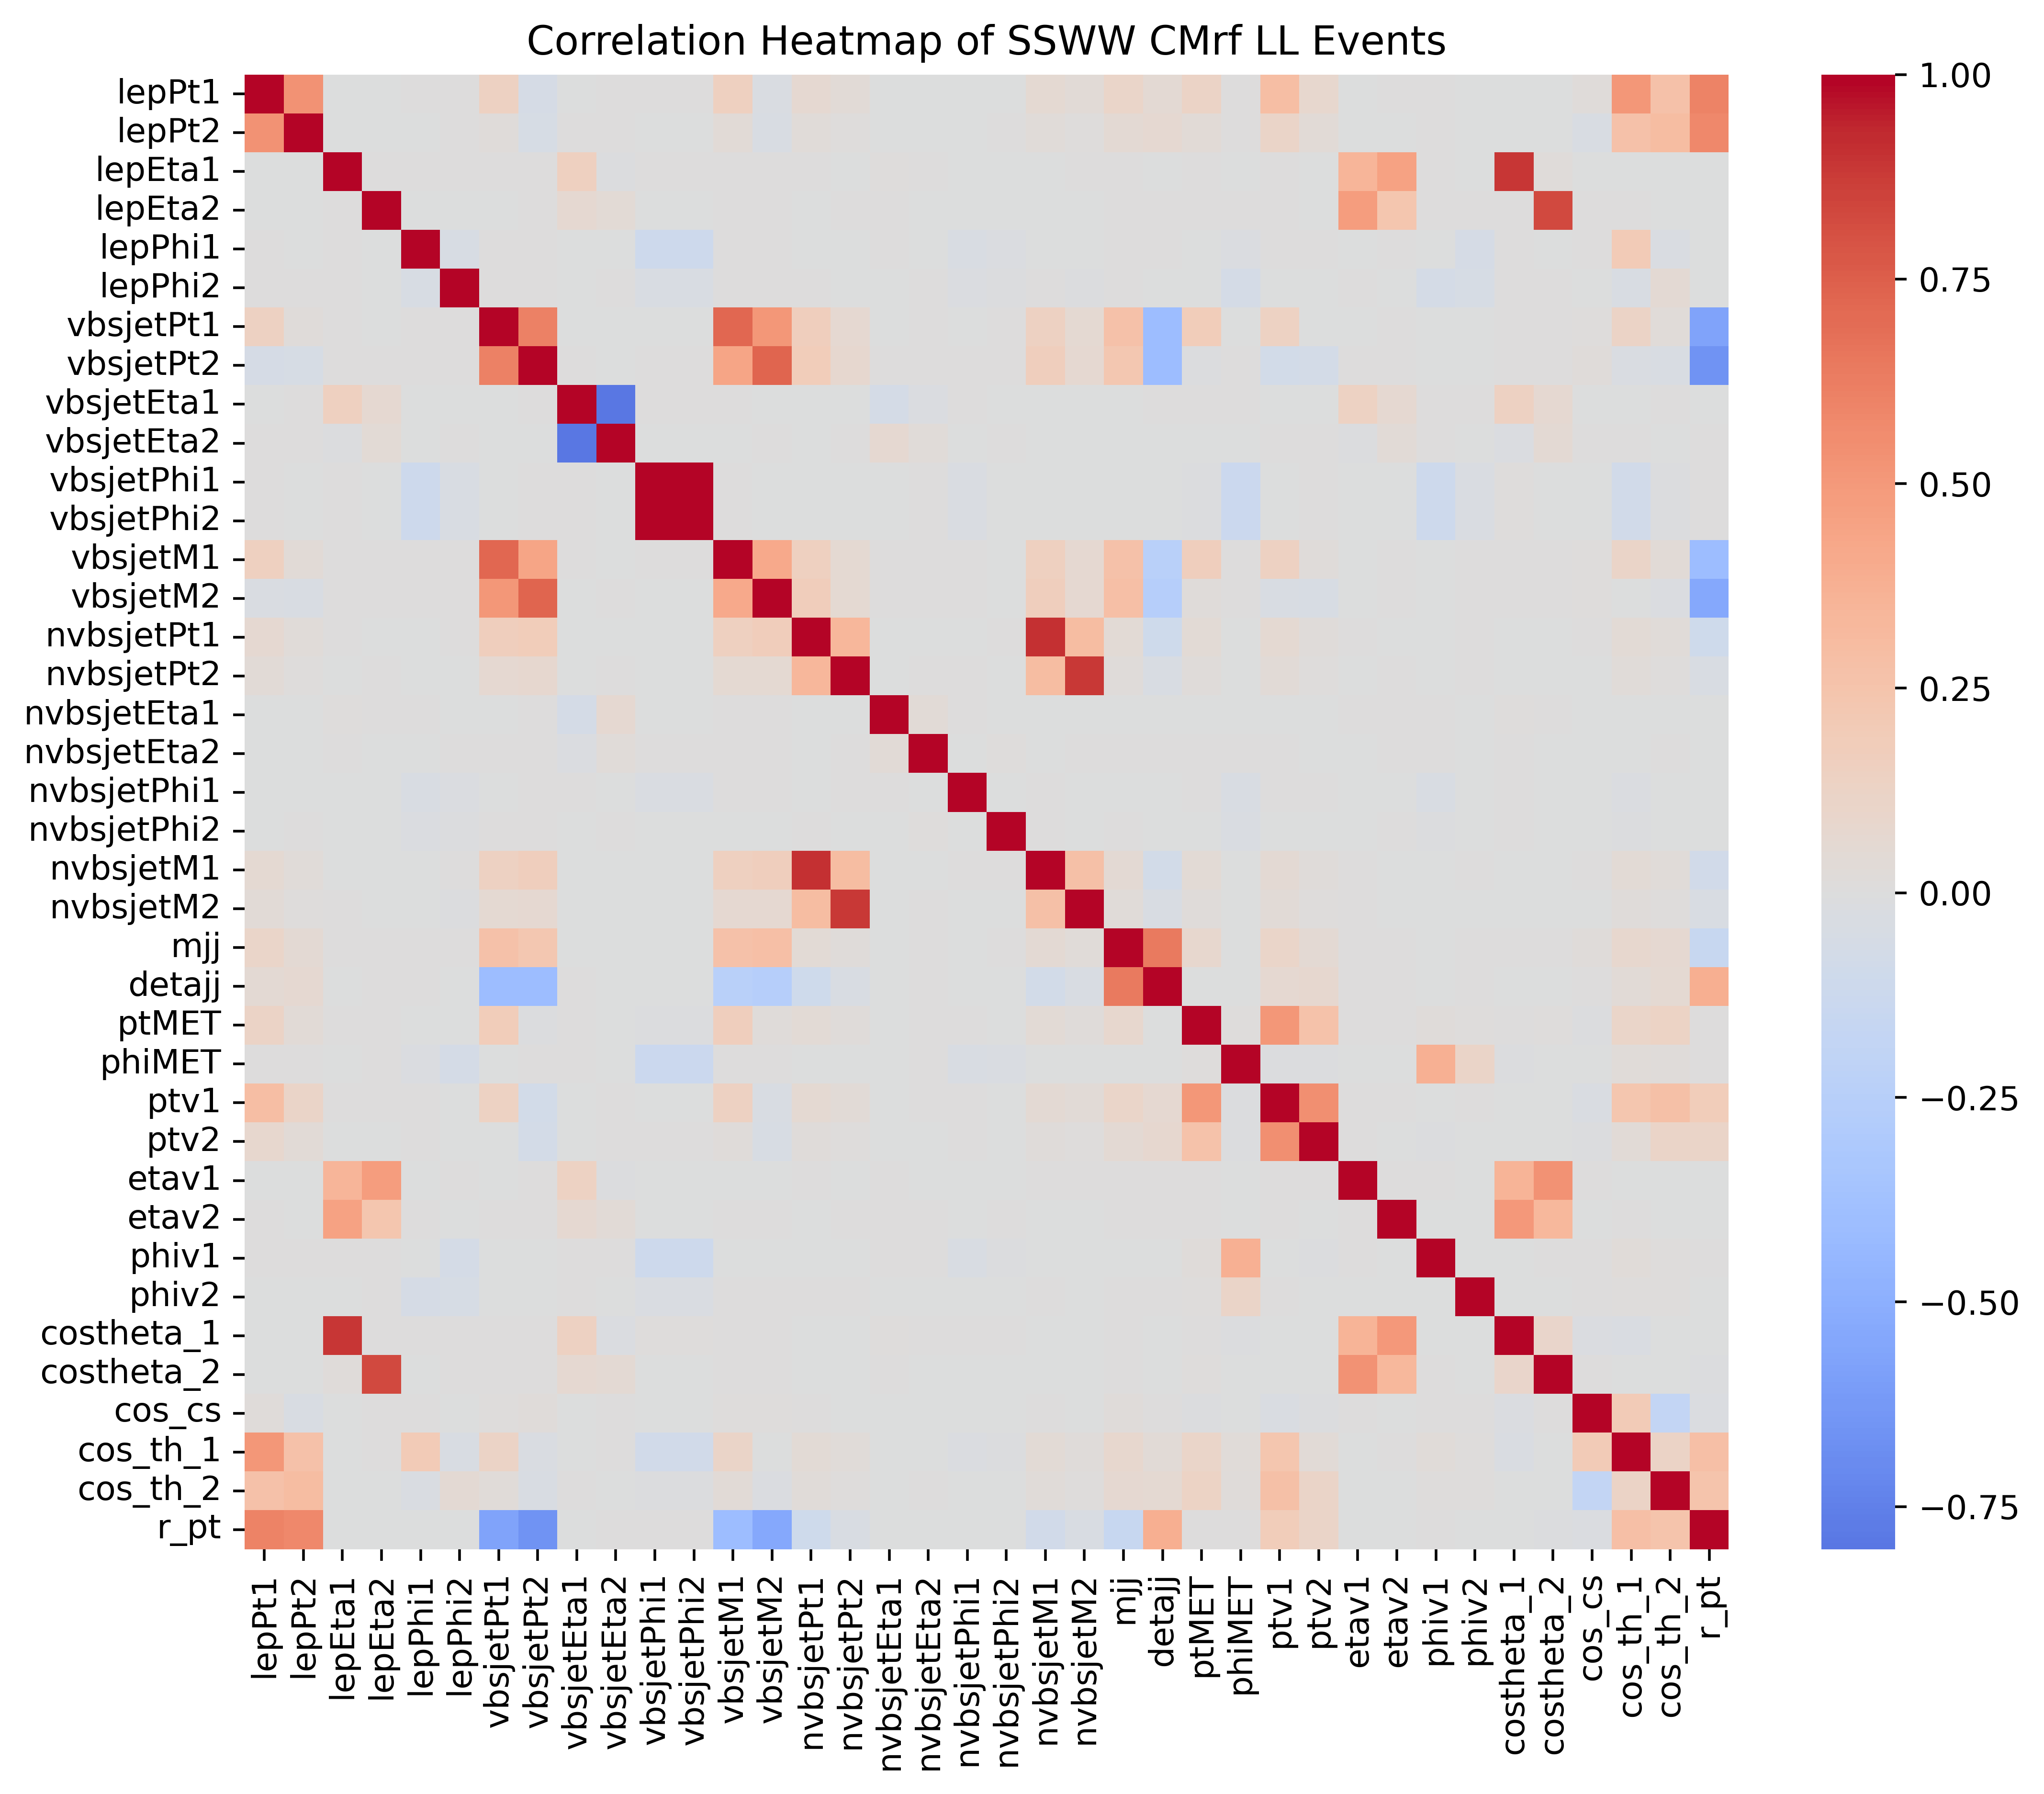 Correlation Heatmap of SSWW CMrf LL Events
lepPt1
lepPt2
lepEta1
lepEta2
lepPhi1
lepPhi2
vbsjetPt1
vbsjetPt2
vbsjetEta1
vbsjetEta2
vbsjetPhi1
vbsjetPhi2
vbsjetM1
vbsjetM2
nvbsjetPt1
nvbsjetPt2
nvbsjetEta1
nvbsjetEta2
nvbsjetPhi1
nvbsjetPhi2
nvbsjetM1
nvbsjetM2
mjj
detajj
ptMET
phiMET
ptv1
ptv2
etav1
etav2
phiv1
phiv2
costheta_1
costheta_2
cos_cs
cos_th_1
cos_th_2
r_pt
lepPt1
lepPt2
lepEta1
lepEta2
lepPhi1
lepPhi2
vbsjetPt1
vbsjetPt2
vbsjetEta1
vbsjetEta2
vbsjetPhi1
vbsjetPhi2
vbsjetM1
vbsjetM2
nvbsjetPt1
nvbsjetPt2
nvbsjetEta1
nvbsjetEta2
nvbsjetPhi1
nvbsjetPhi2
nvbsjetM1
nvbsjetM2
mjj
detajj
ptMET
phiMET
ptv1
ptv2
etav1
etav2
phiv1
phiv2
costheta_1
costheta_2
cos_cs
cos_th_1
cos_th_2
r_pt
1.00
0.75
0.50
0.25
0.00
−0.25
−0.50
−0.75